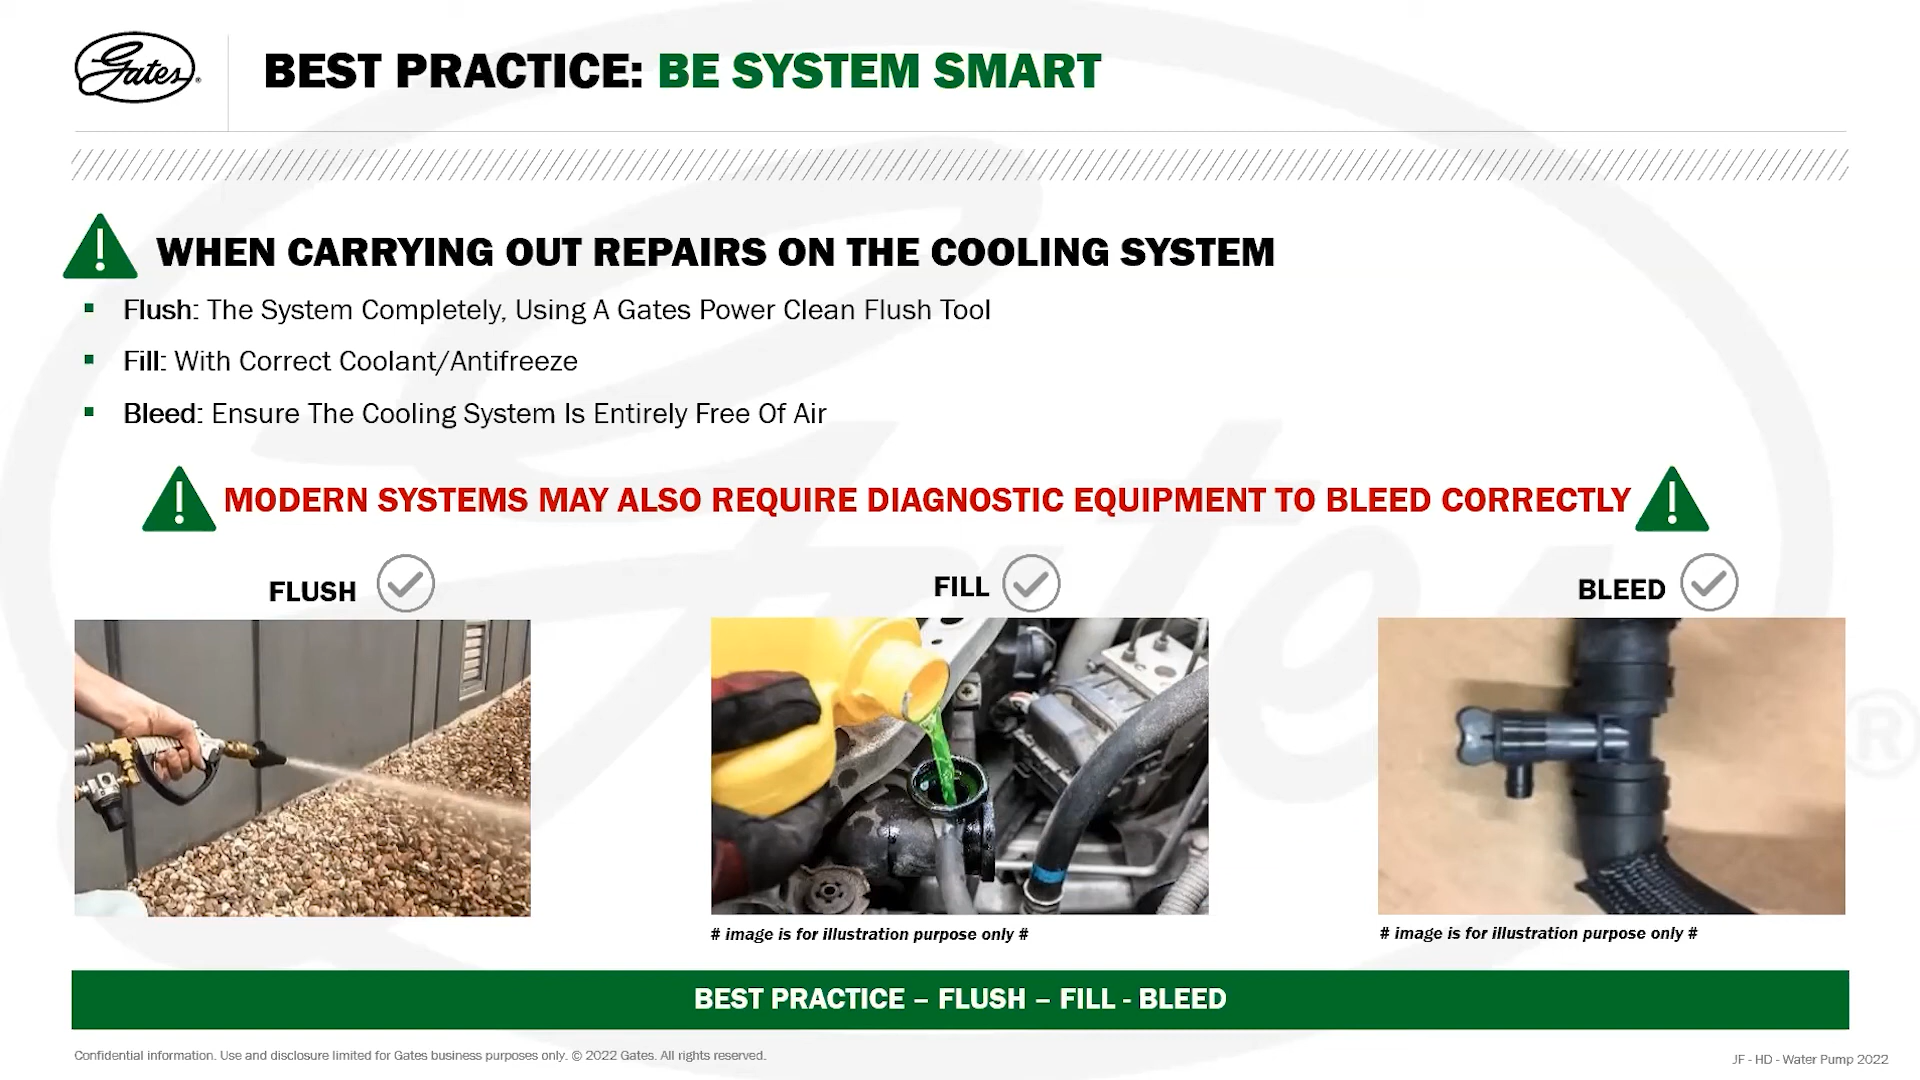 Gates®
BEST PRACTICE: BE SYSTEM SMART
WHEN CARRYING OUT REPAIRS ON THE COOLING SYSTEM
▪ Flush: The System Completely, Using A Gates Power Clean Flush Tool
▪ Fill: With Correct Coolant/Antifreeze
▪ Bleed: Ensure The Cooling System Is Entirely Free Of Air
MODERN SYSTEMS MAY ALSO REQUIRE DIAGNOSTIC EQUIPMENT TO BLEED CORRECTLY
FLUSH
FILL
BLEED
# image is for illustration purpose only #
# image is for illustration purpose only #
BEST PRACTICE – FLUSH – FILL - BLEED
Confidential information. Use and disclosure limited for Gates business purposes only. © 2022 Gates. All rights reserved.
JF - HD - Water Pump 2022